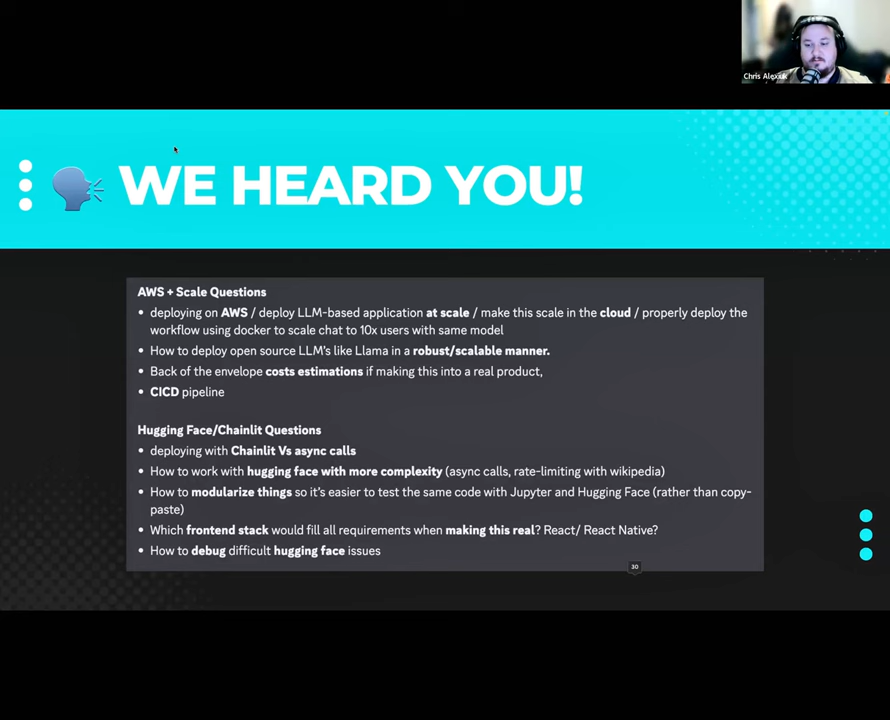 Chris Alexiuk
WE HEARD YOU!
AWS + Scale Questions
• deploying on AWS / deploy LLM-based application at scale / make this scale in the cloud / properly deploy the
workflow using docker to scale chat to 10x users with same model
• How to deploy open source LLM's like Llama in a robust/scalable manner.
• Back of the envelope costs estimations if making this into a real product,
• CICD pipeline
Hugging Face/Chainlit Questions
• deploying with Chainlit Vs async calls
• How to work with hugging face with more complexity (async calls, rate-limiting with wikipedia)
• How to modularize things so it's easier to test the same code with Jupyter and Hugging Face (rather than copy-
paste)
• Which frontend stack would fill all requirements when making this real? React/ React Native?
• How to debug difficult hugging face issues
30